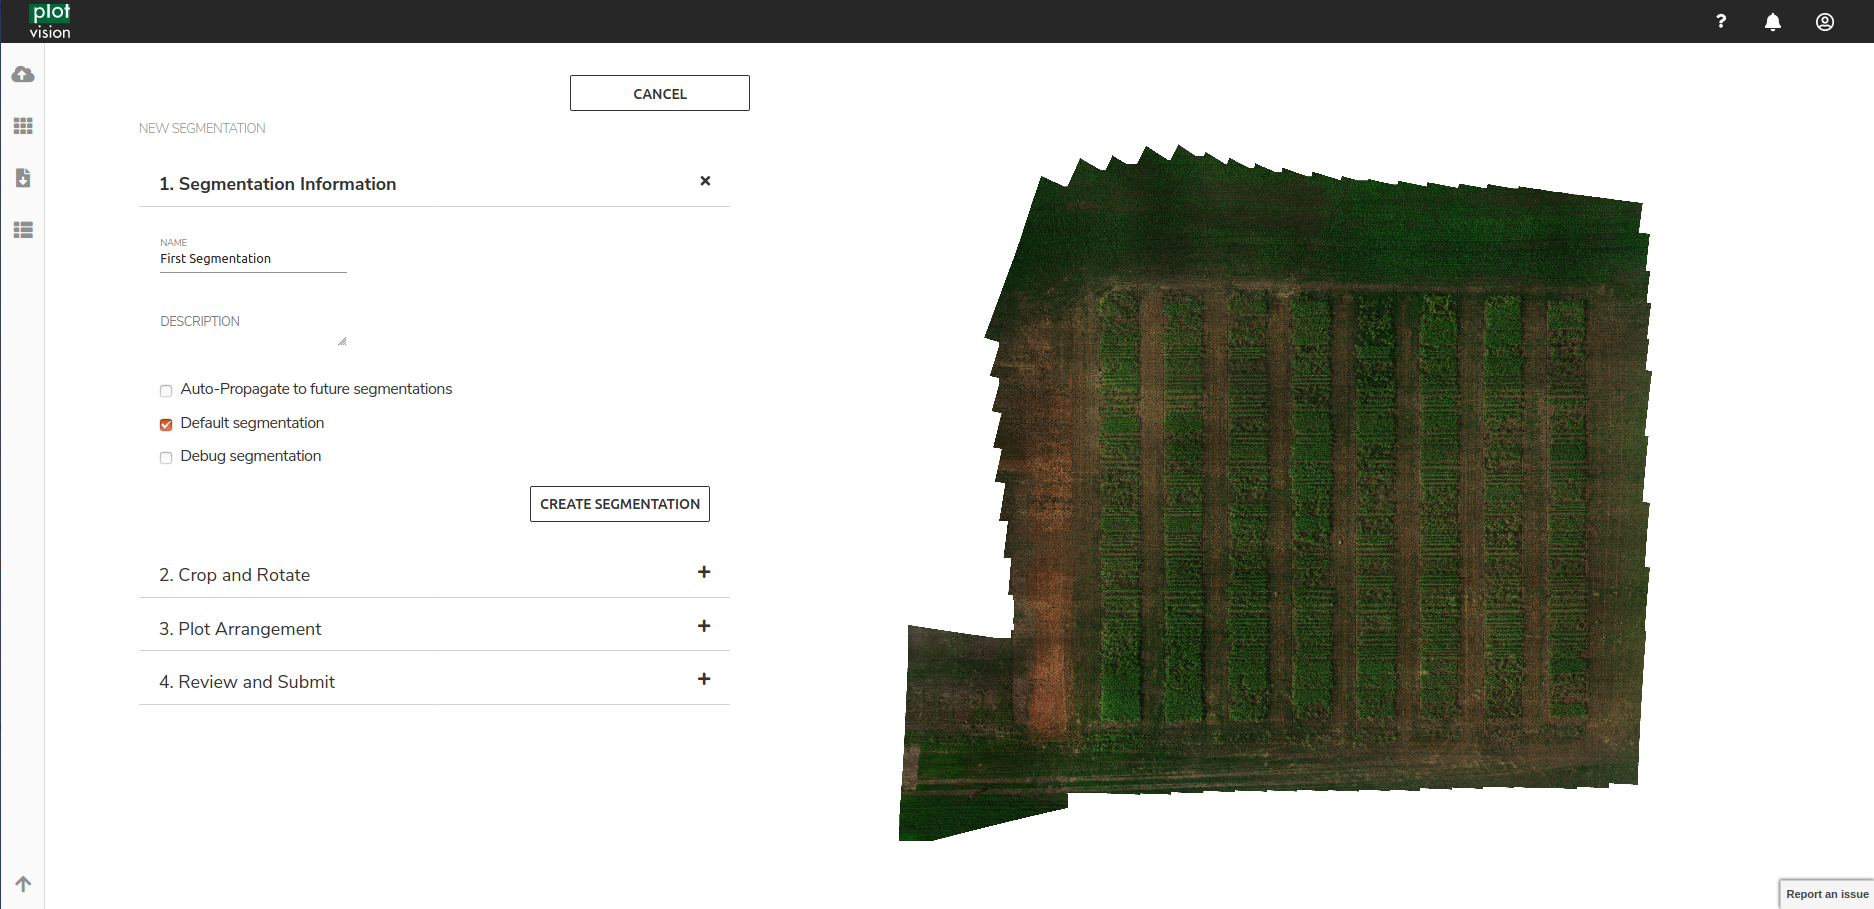 plot
vision
?
CANCEL
NEW SEGMENTATION
1. Segmentation Information
NAME
First Segmentation
DESCRIPTION
Auto-Propagate to future segmentations
Default segmentation
Debug segmentation
CREATE SEGMENTATION
2. Crop and Rotate
3. Plot Arrangement
4. Review and Submit
Report an issue